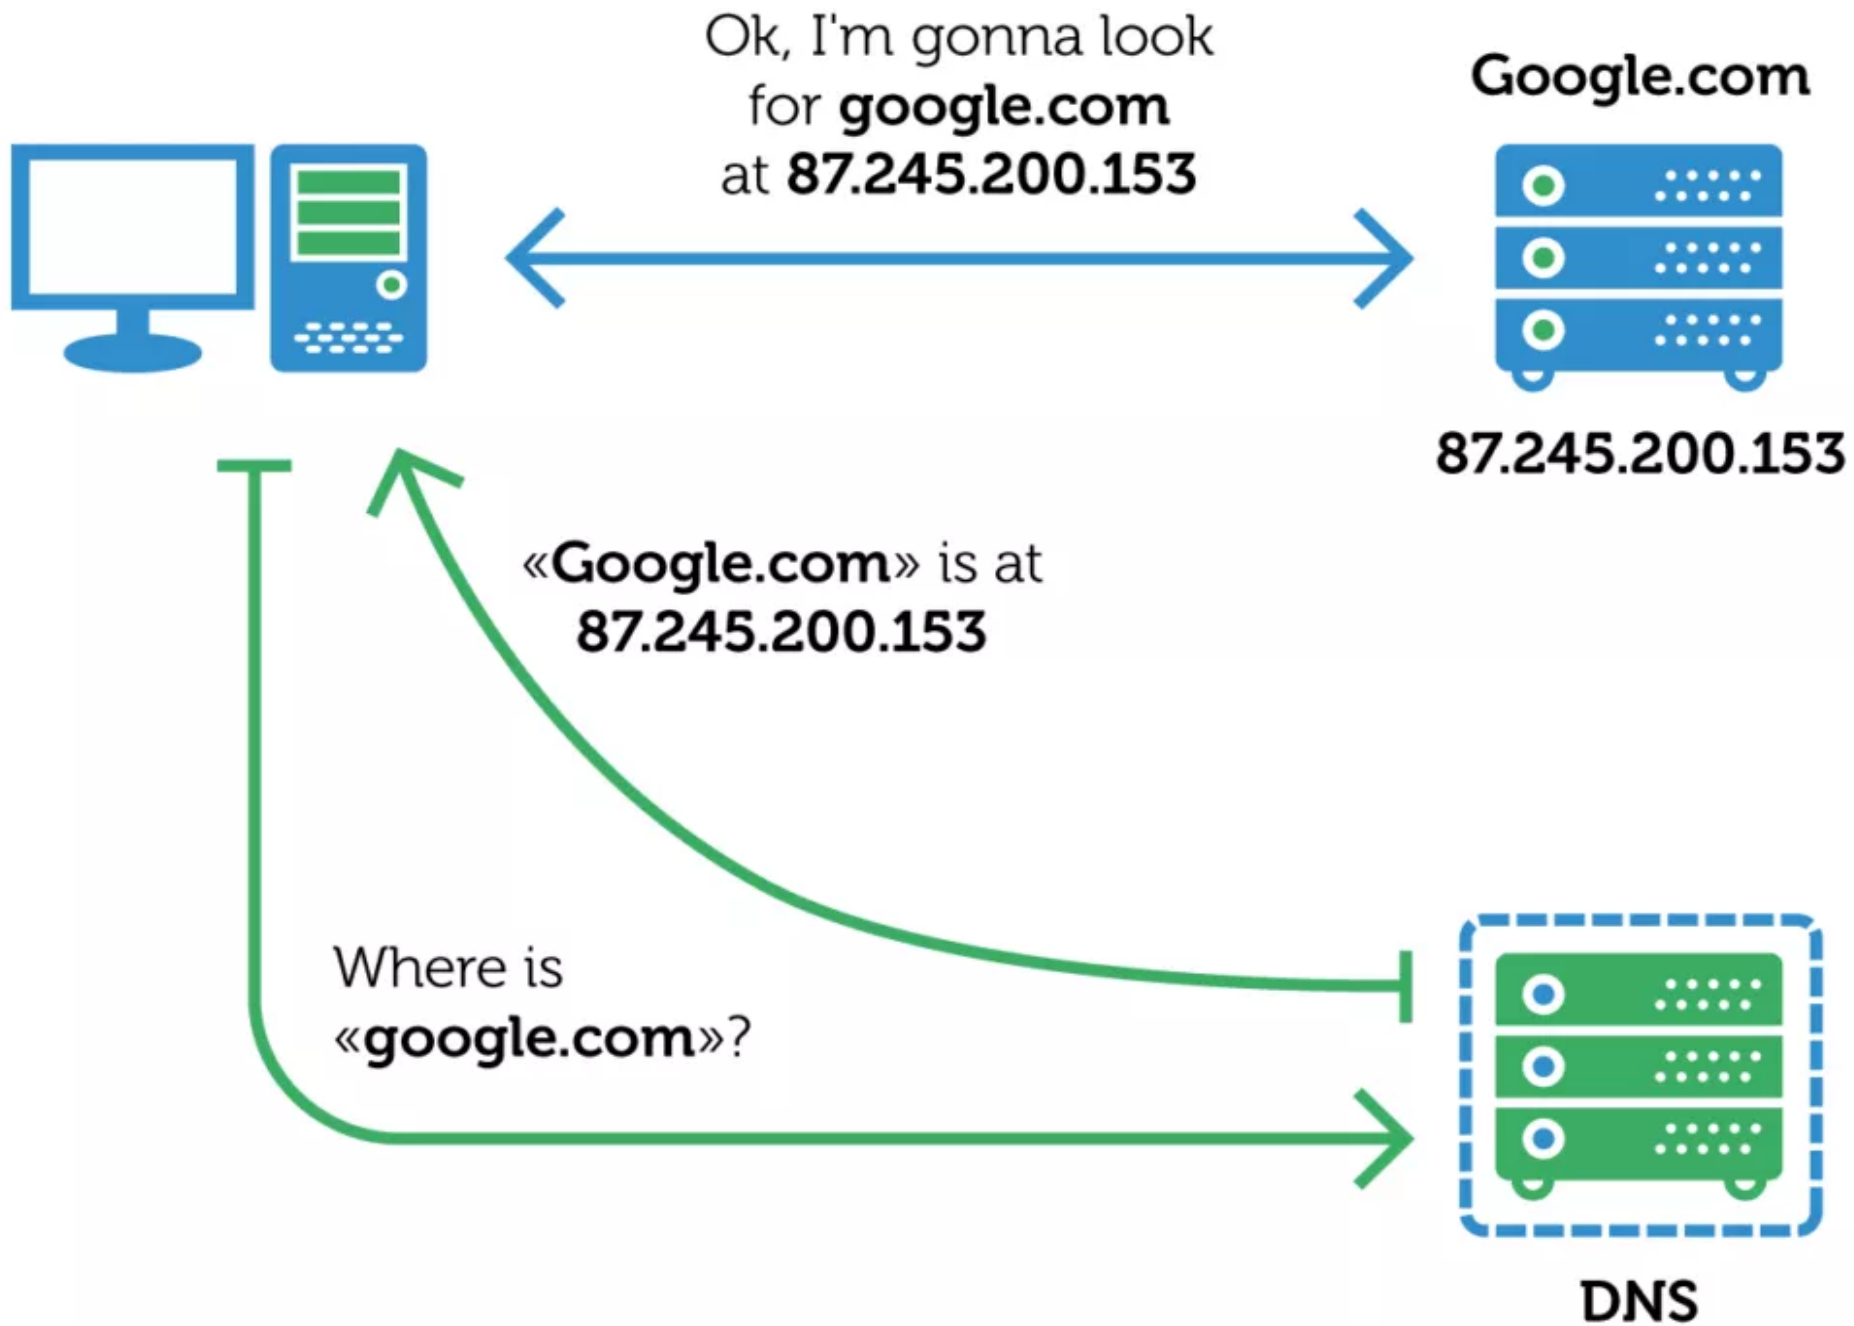 Ok, I'm gonna look
for google.com
at 87.245.200.153
Google.com
87.245.200.153
«Google.com» is at
87.245.200.153
Where is
«google.com»?
DNS